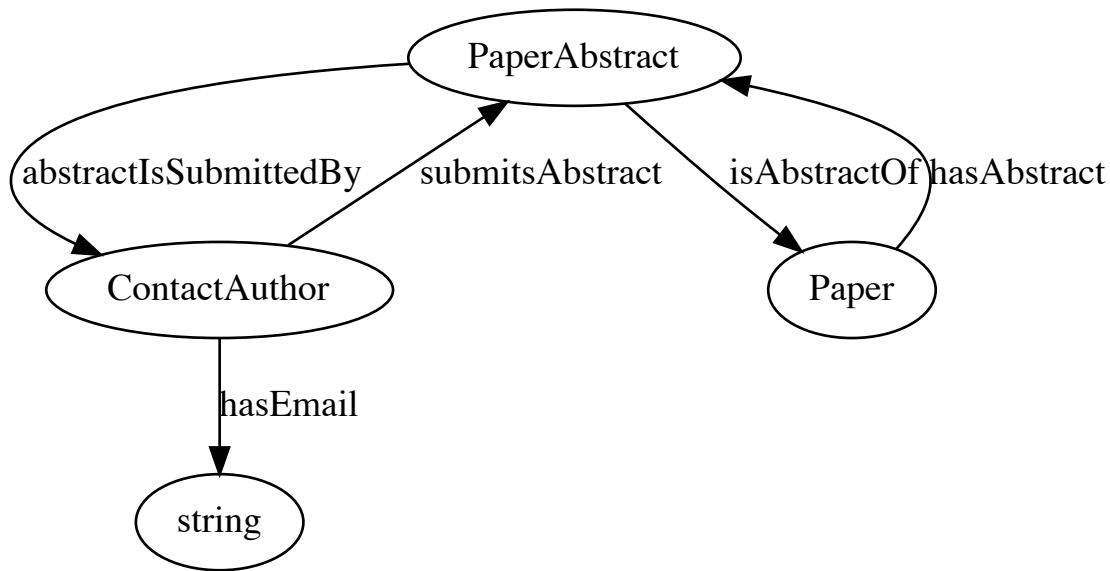 PaperAbstract
abstractIsSubmittedBy
submitsAbstract
isAbstractOf
hasAbstract
ContactAuthor
Paper
hasEmail
string